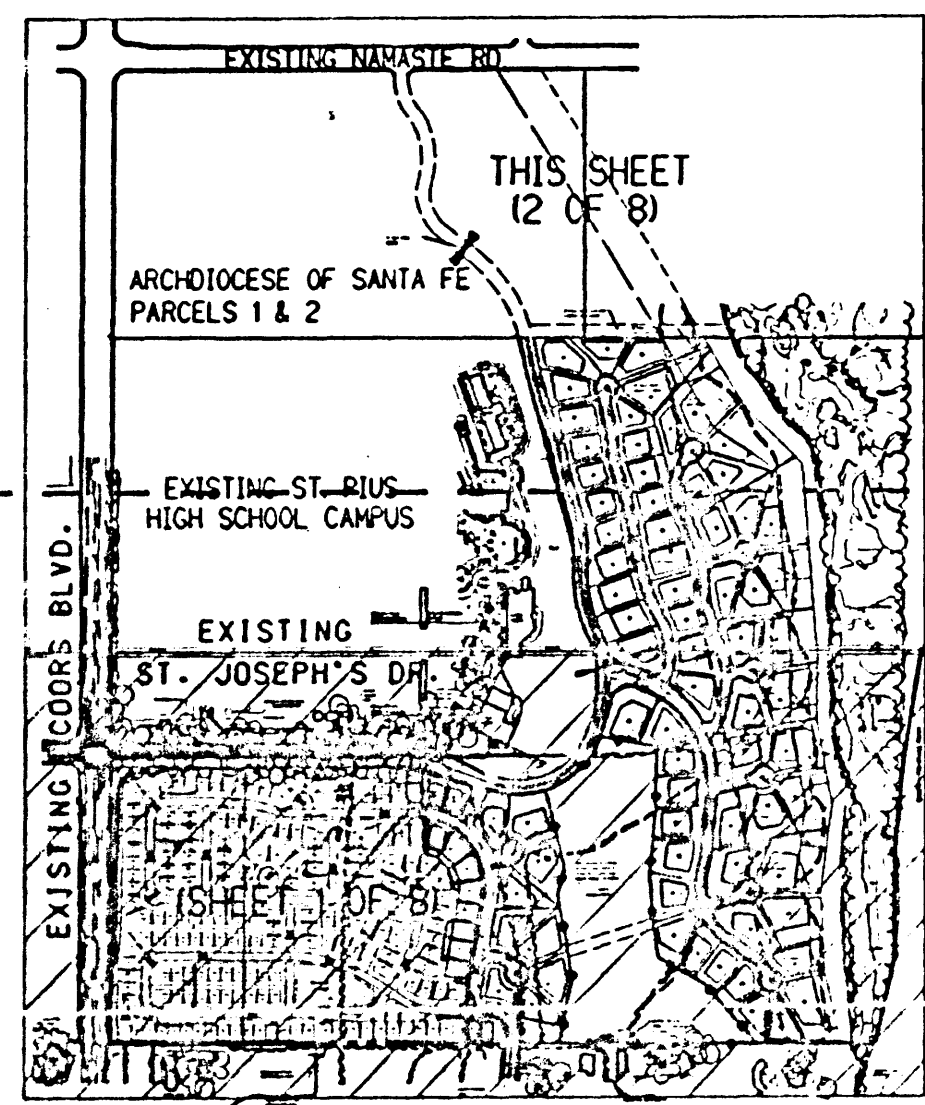 EXISTING NAMASTE RD
THIS SHEET
(2 OF 8)
ARCHDIOCESE OF SANTA FE
PARCELS 1 & 2
EXISTING ST. PIUS
HIGH SCHOOL CAMPUS
EXISTING
ST. JOSEPH'S DR.
EXISTING COORS BLVD.
(SHEET 1 OF 8)